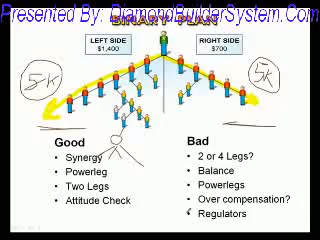 Presented By: DiamondBuilderSystem.Com
BINARY PLAN
LEFT SIDE
$1,400
RIGHT SIDE
$700
5K
5K
Good
• Synergy
• Powerleg
• Two Legs
• Attitude Check
Bad
• 2 or 4 Legs?
• Balance
• Powerlegs
• Over compensation?
• Regulators